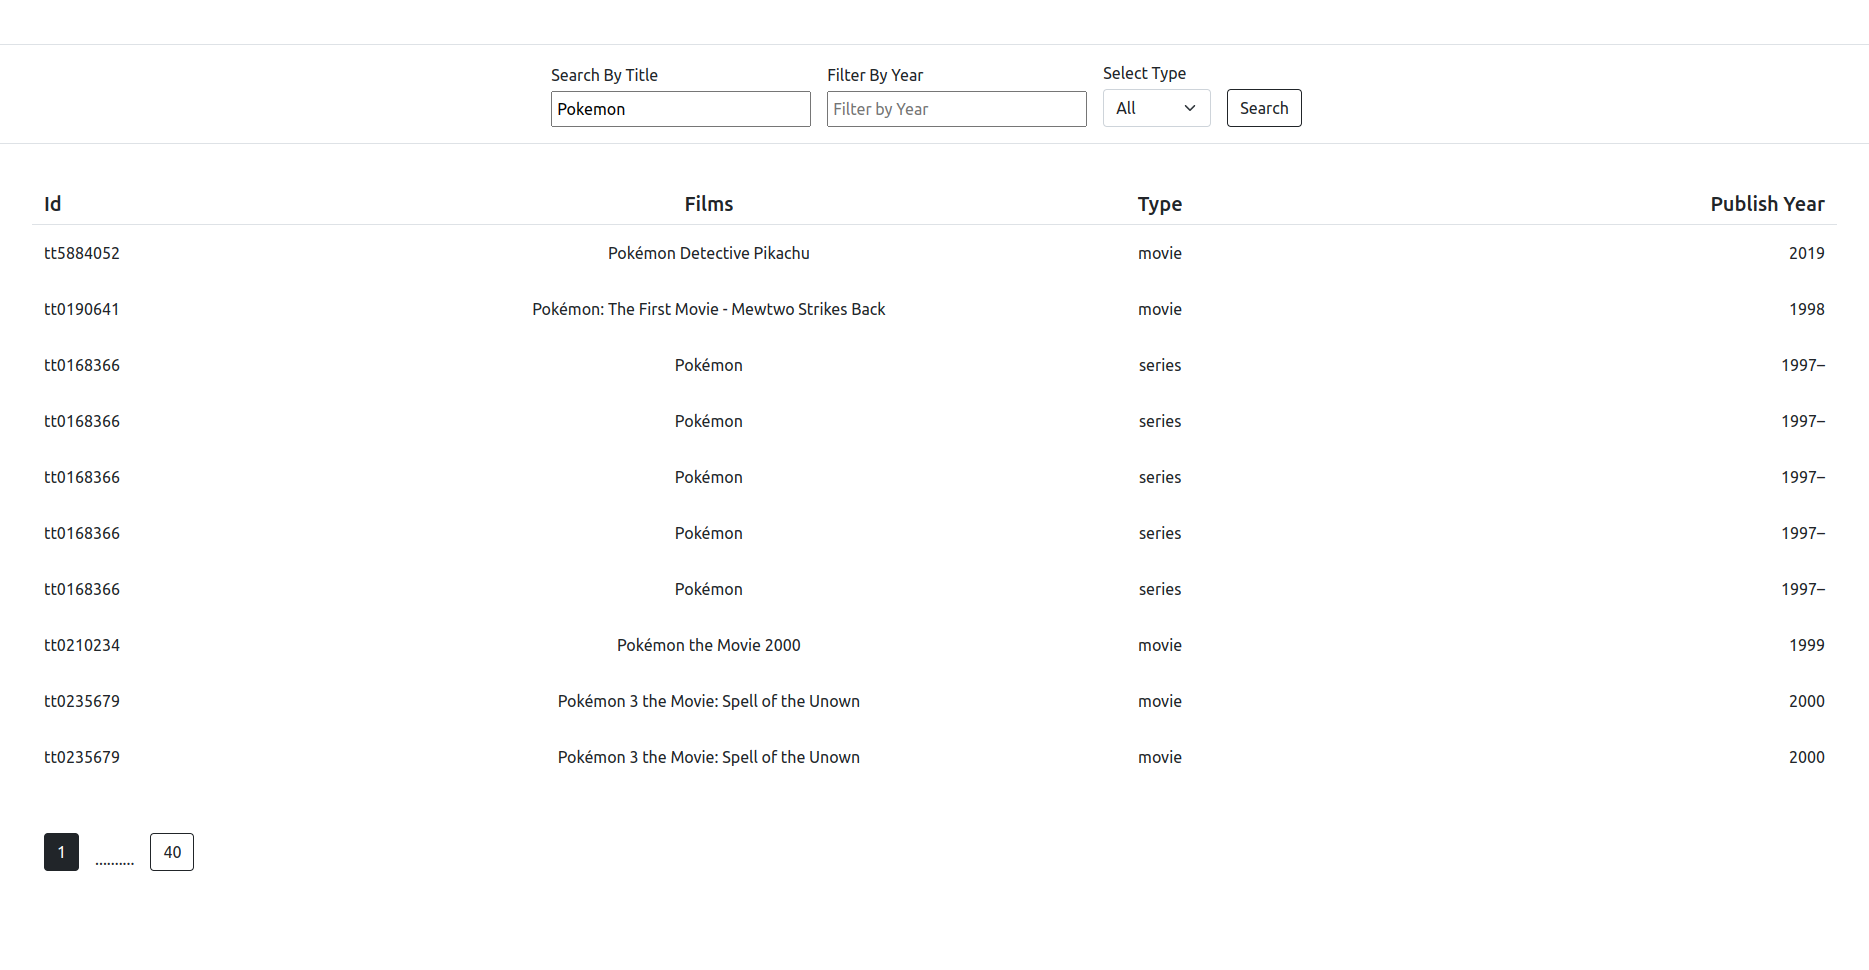 Search By Title Filter By Year Select Type
Pokemon Filter by Year All Search
Id Films Type Publish Year
tt5884052 Pokémon Detective Pikachu movie 2019
tt0190641 Pokémon: The First Movie - Mewtwo Strikes Back movie 1998
tt0168366 Pokémon series 1997–
tt0168366 Pokémon series 1997–
tt0168366 Pokémon series 1997–
tt0168366 Pokémon series 1997–
tt0168366 Pokémon series 1997–
tt0210234 Pokémon the Movie 2000 movie 1999
tt0235679 Pokémon 3 the Movie: Spell of the Unown movie 2000
tt0235679 Pokémon 3 the Movie: Spell of the Unown movie 2000
1 .......... 40